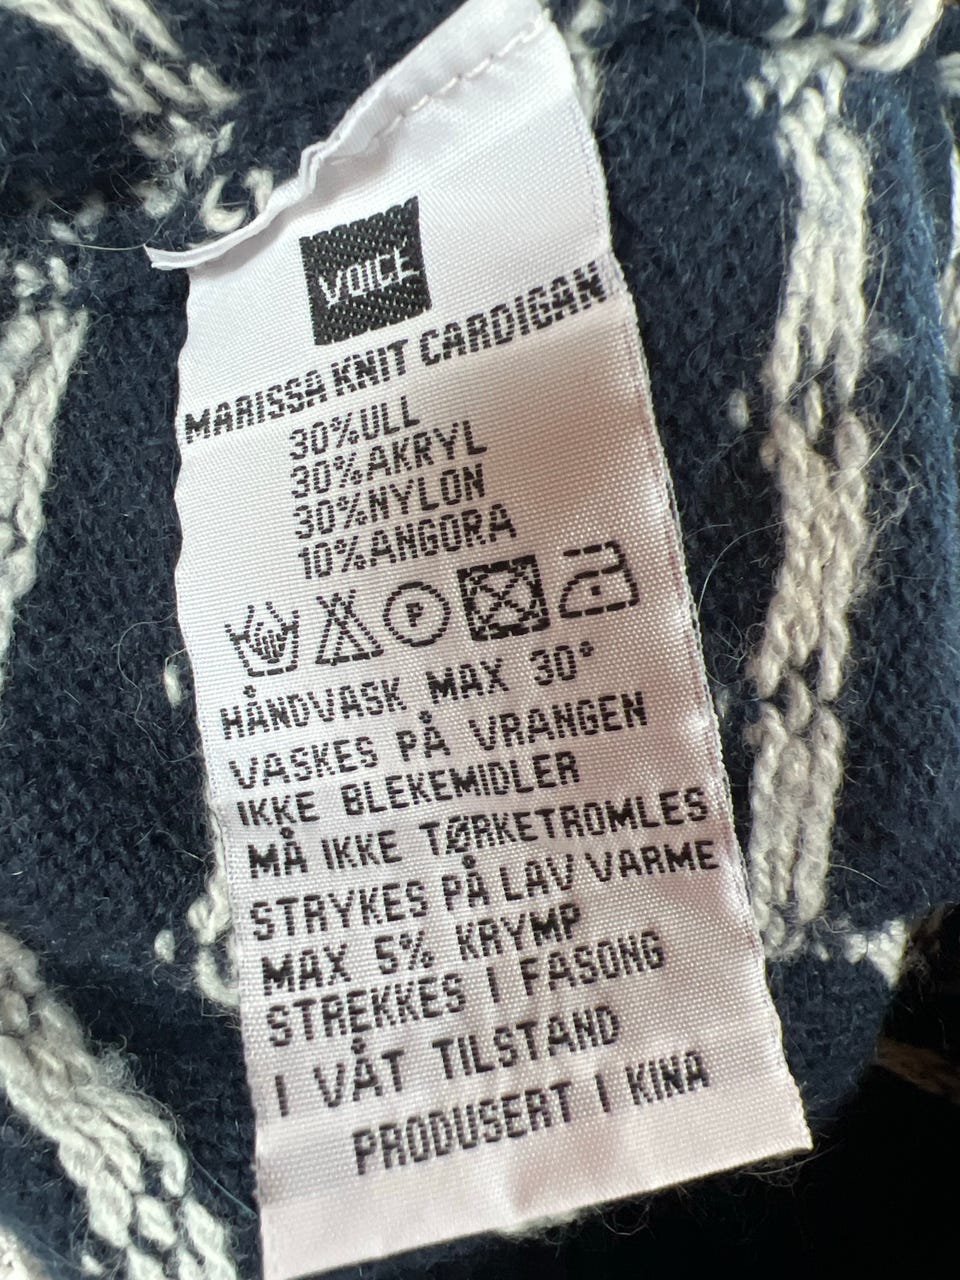 VOICE
MARISSA KNIT CARDIGAN
30%ULL
30%AKRYL
30%NYLON
10%ANGORA
P
HÅNDVASK MAX 30°
VASKES PÅ VRANGEN
IKKE BLEKEMIDLER
MÅ IKKE TØRKETROMLES
STRYKES PÅ LAV VARME
MAX 5% KRYMP
STREKKES I FASONG
I VÅT TILSTAND
PRODUSERT I KINA